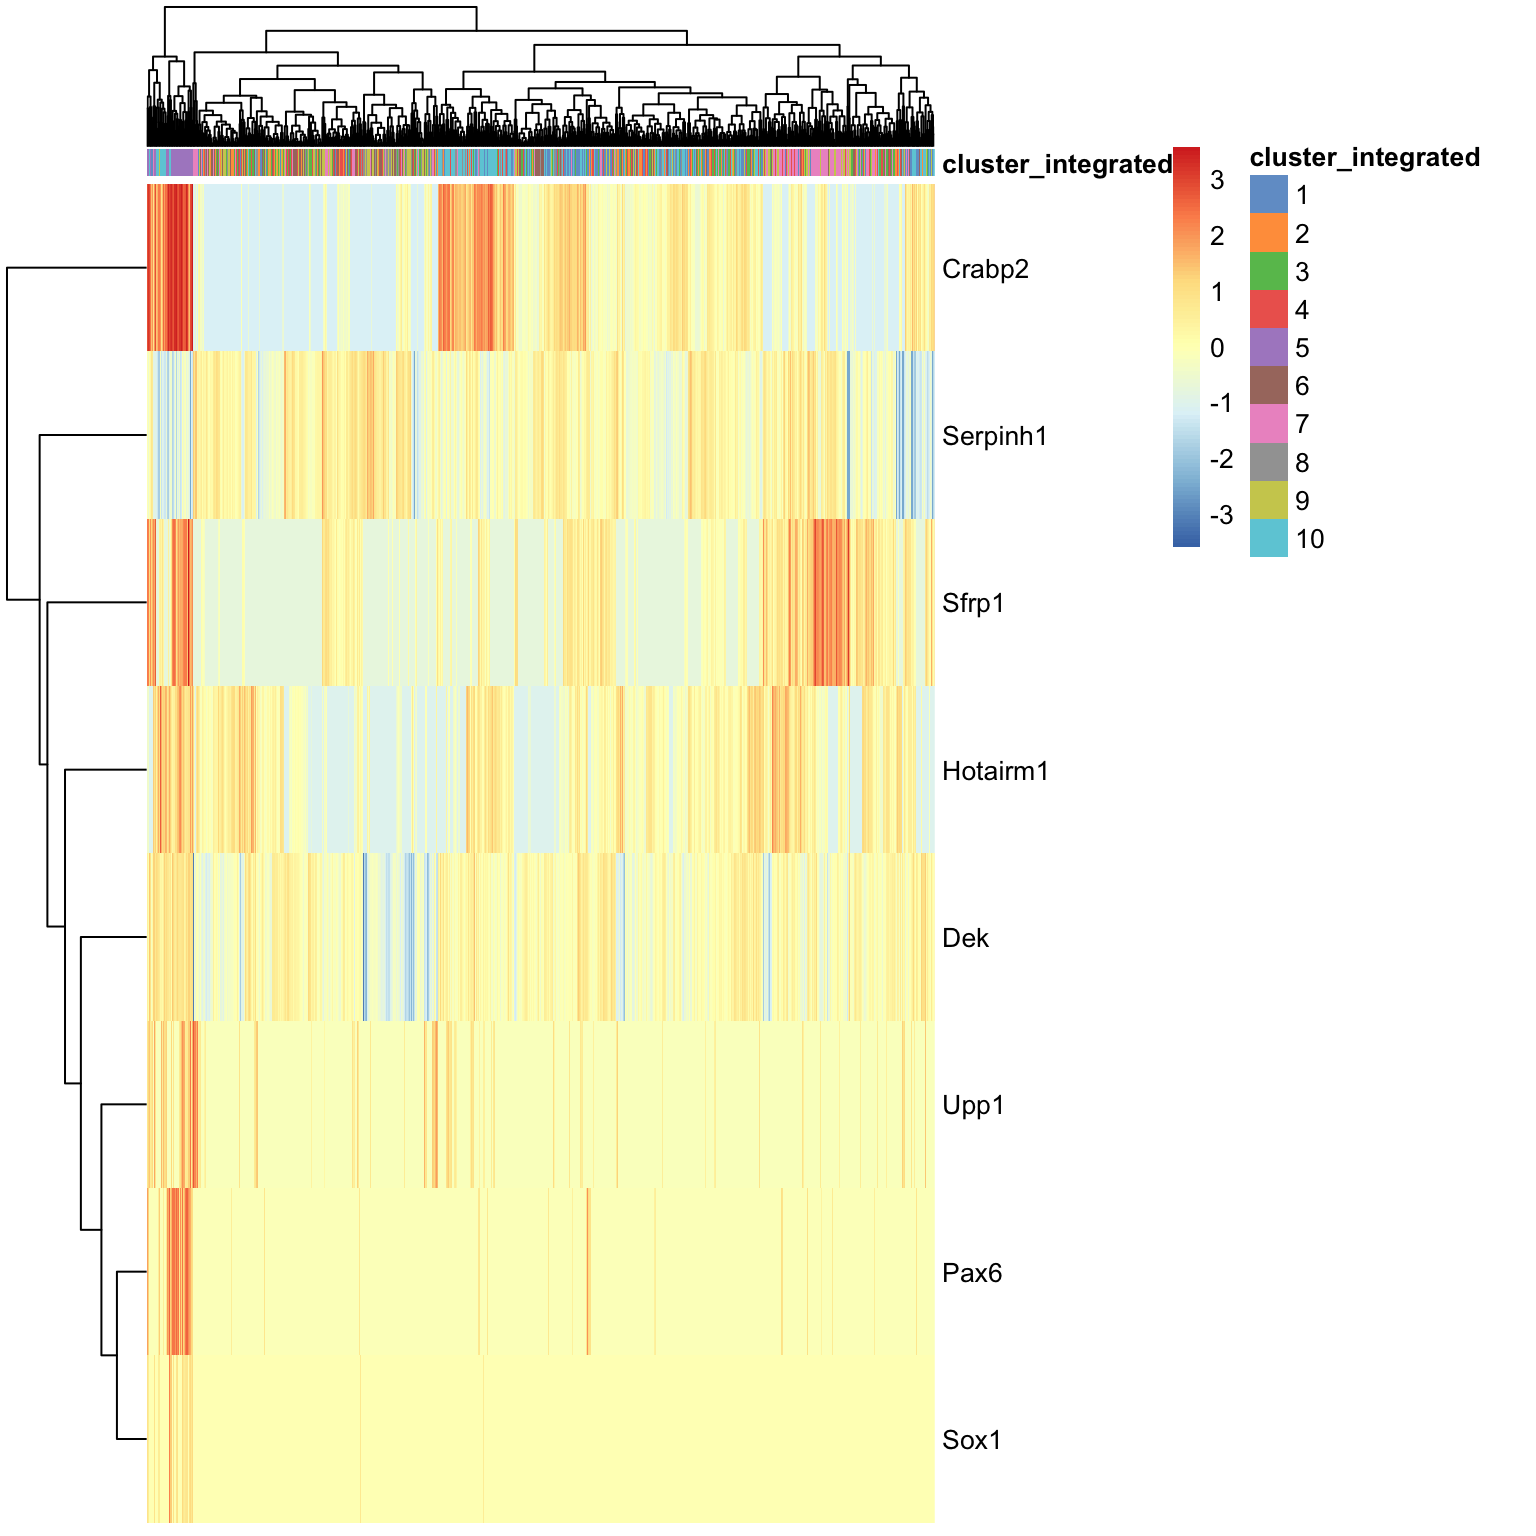 cluster_integrated
3
2
1
0
-1
-2
-3
cluster_integrated
1
2
3
4
5
6
7
8
9
10
Crabp2
Serpinh1
Sfrp1
Hotairm1
Dek
Upp1
Pax6
Sox1